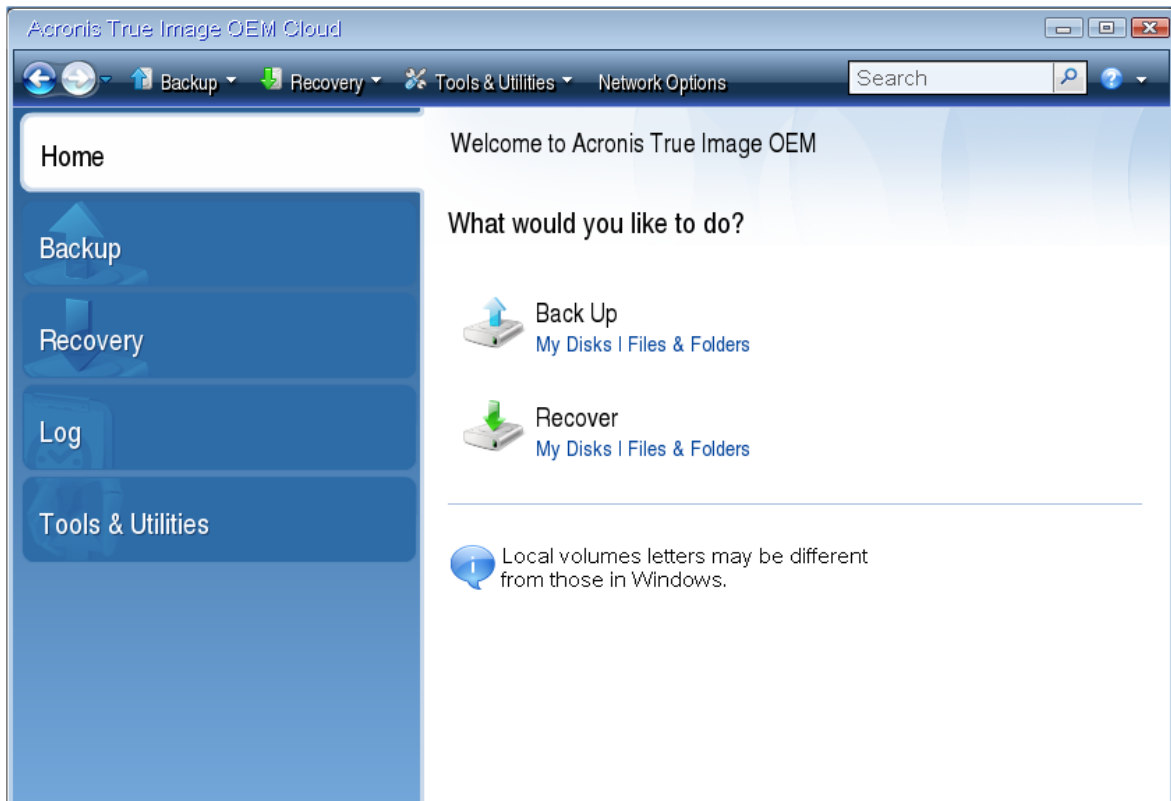 Acronis True Image OEM Cloud
Backup Recovery Tools & Utilities Network Options Search
Home
Backup
Recovery
Log
Tools & Utilities
Welcome to Acronis True Image OEM
What would you like to do?
Back Up
My Disks | Files & Folders
Recover
My Disks | Files & Folders
Local volumes letters may be different
from those in Windows.